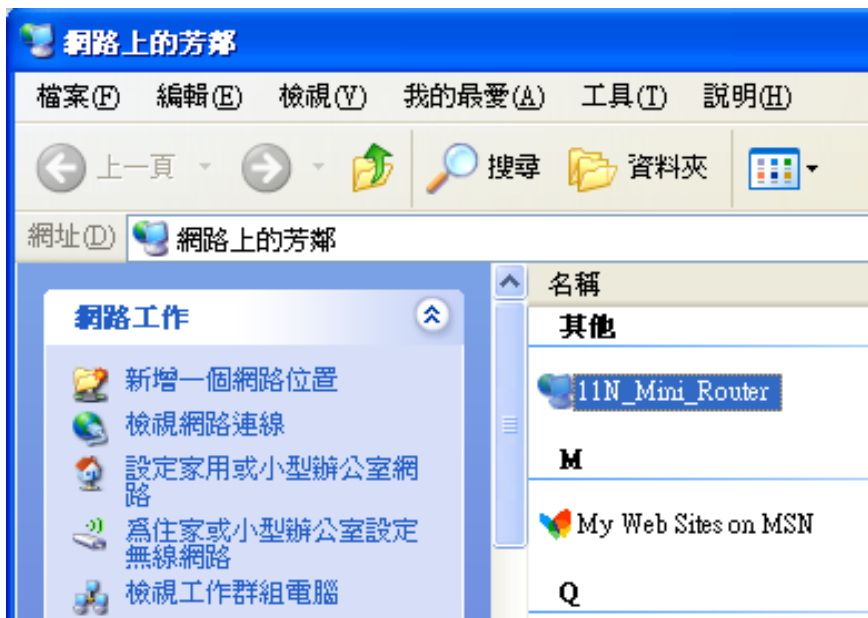 網路上的芳鄰
檔案(F) 編輯(E) 檢視(V) 我的最愛(A) 工具(T) 說明(H)
上一頁 搜尋 資料夾
網址(D) 網路上的芳鄰
網路工作
新增一個網路位置
檢視網路連線
設定家用或小型辦公室網
路
為住家或小型辦公室設定
無線網路
檢視工作群組電腦
名稱
其他
11N_Mini_Router
M
My Web Sites on MSN
Q